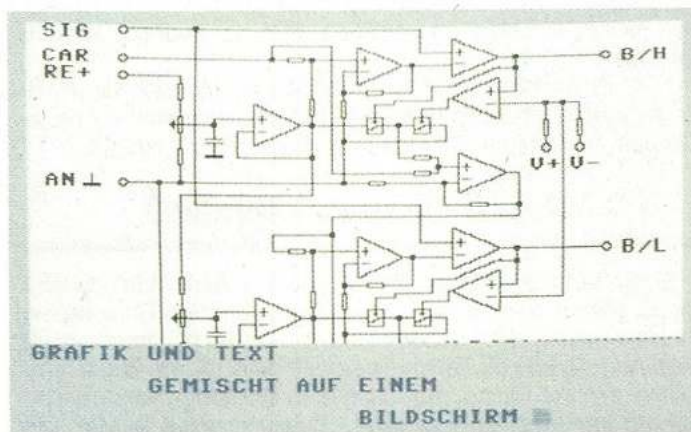 SIG
CAR
B/H
RE+
V+ V-
AN ⊥
B/L
GRAFIK UND TEXT
GEMISCHT AUF EINEM
BILDSCHIRM